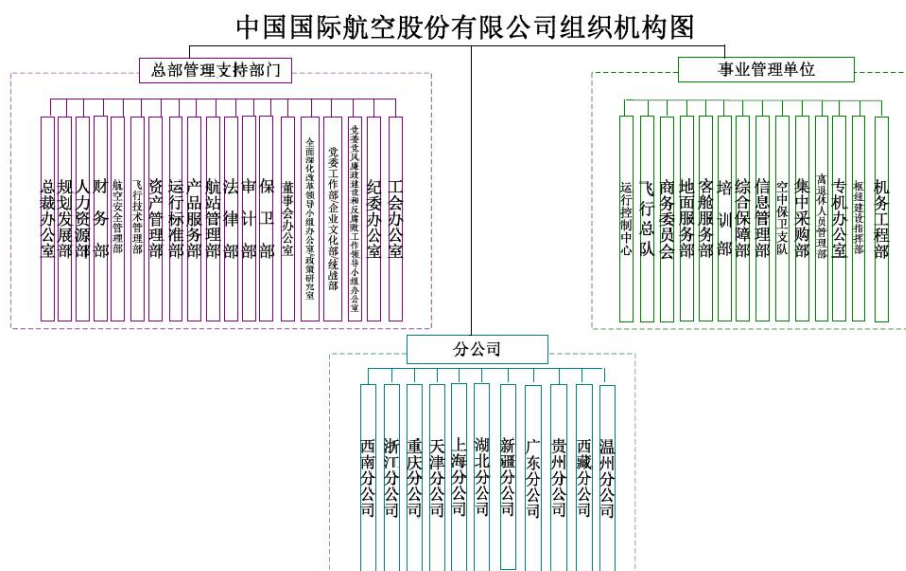 中国国际航空股份有限公司组织机构图
总部管理支持部门
总裁办公室
规划发展部
人力资源部
财务部
航空安全管理部
飞行技术管理部
资产管理部
运行标准部
产品服务部
航站管理部
法律部
审计部
保卫部
董事会办公室
全面深化改革领导小组办公室/政策研究室
党委工作部/企业文化部/统战部
党委党风廉政建设和反腐败工作领导小组办公室
纪委办公室
工会办公室
事业管理单位
运行控制中心
飞行总队
商务委员会
地面服务部
客舱服务部
培训部
综合保障部
信息管理部
空中保卫支队
集中采购部
离退休人员管理部
专机办公室
枢纽建设指挥部
机务工程部
分公司
西南分公司
浙江分公司
重庆分公司
天津分公司
上海分公司
湖北分公司
新疆分公司
广东分公司
贵州分公司
西藏分公司
温州分公司